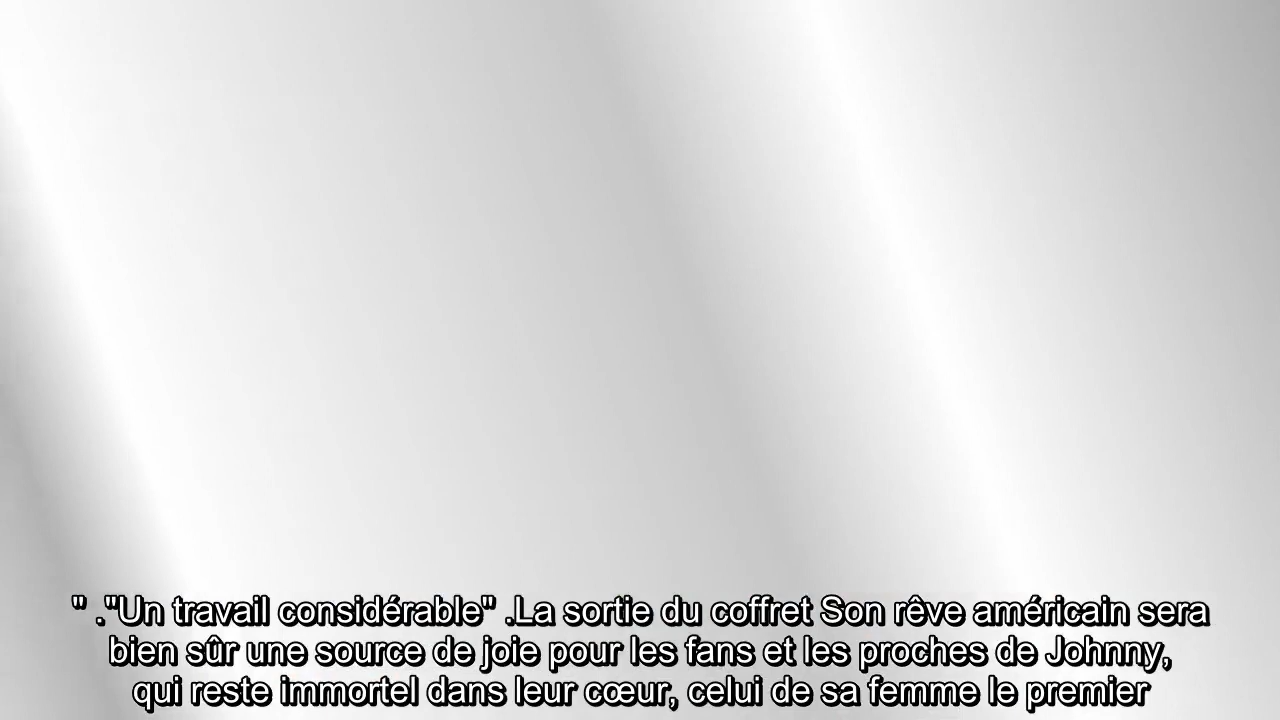 " ."Un travail considérable" .La sortie du coffret Son rêve américain sera
bien sûr une source de joie pour les fans et les proches de Johnny,
qui reste immortel dans leur cœur, celui de sa femme le premier